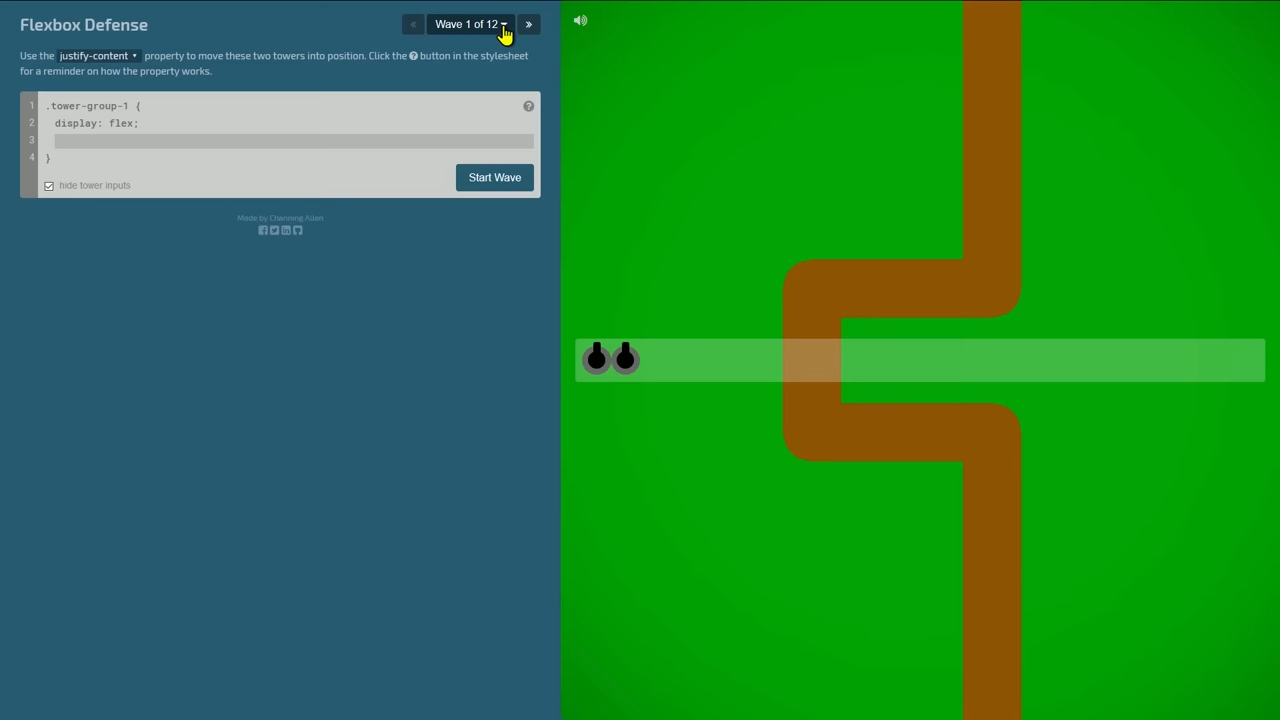 Flexbox Defense
« Wave 1 of 12 »
Use the justify-content property to move these two towers into position. Click the ? button in the stylesheet
for a reminder on how the property works.
1 .tower-group-1 { ?
2 display: flex;
3
4 }
hide tower inputs
Start Wave
Made by Channing Allen